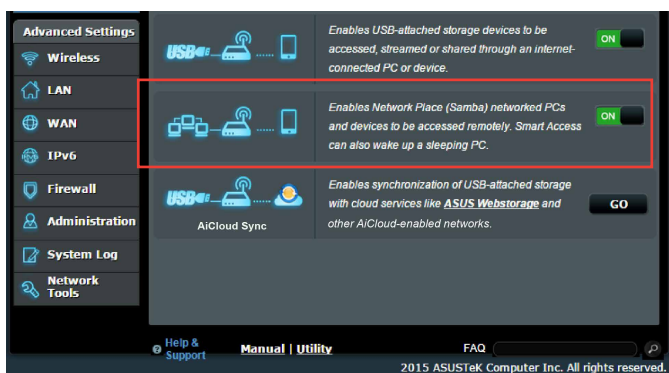 Advanced Settings
Wireless
LAN
WAN
IPv6
Firewall
Administration
System Log
Network
Tools
USB
Enables USB-attached storage devices to be
accessed, streamed or shared through an internet-
connected PC or device.
ON
Enables Network Place (Samba) networked PCs
and devices to be accessed remotely. Smart Access
can also wake up a sleeping PC.
ON
USB
AiCloud Sync
Enables synchronization of USB-attached storage
with cloud services like ASUS Webstorage and
other AiCloud-enabled networks.
GO
Help &
Support
Manual | Utility
FAQ
2015 ASUSTeK Computer Inc. All rights reserved.